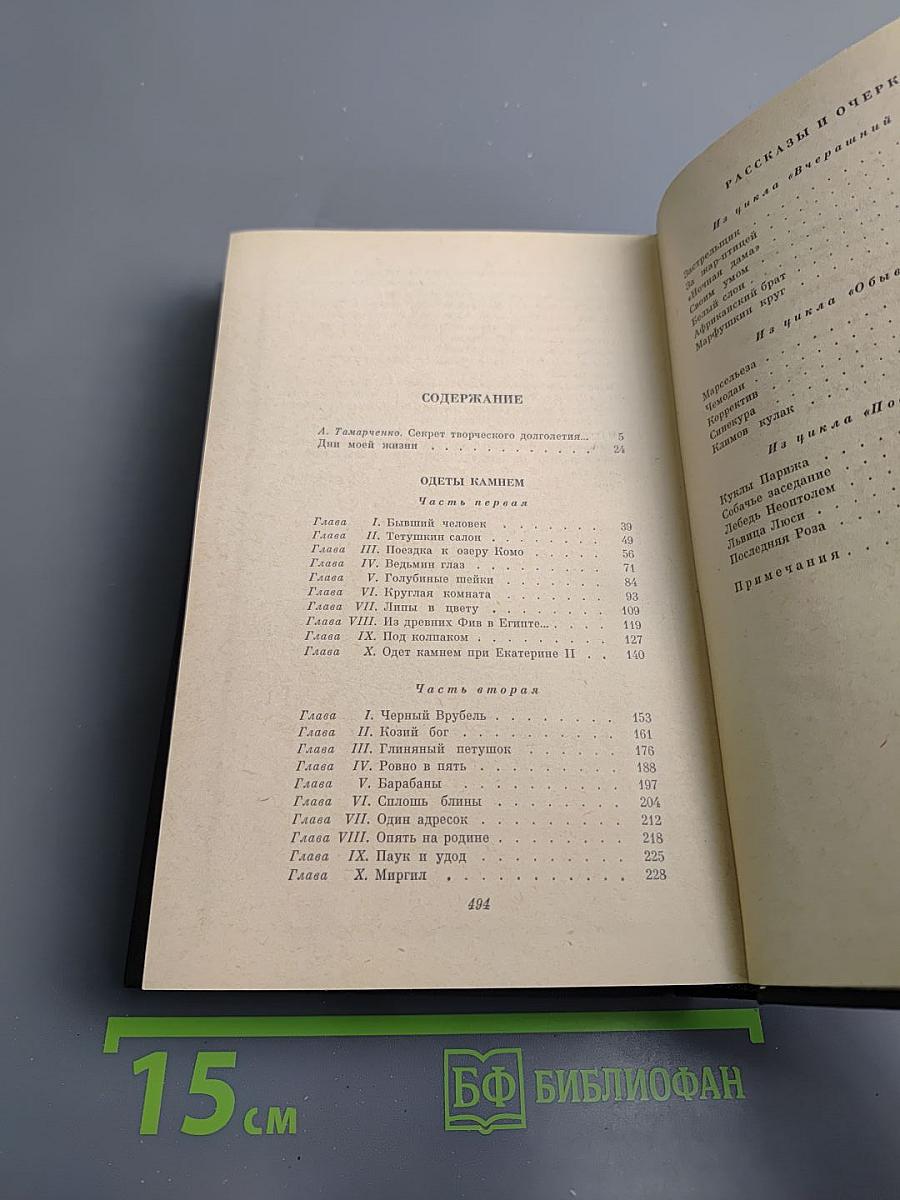 СОДЕРЖАНИЕ
А. Тамарченко. Секрет творческого долголетия... 5
Дни моей жизни . . . . . . . . . . . . 24
ОДЕТЫ КАМНЕМ
Часть первая
Глава I. Бывший человек . . . . . . . 39
Глава II. Тетушкин салон . . . . . . . 49
Глава III. Поездка к озеру Комо . . . . . 56
Глава IV. Ведьмин глаз . . . . . . . . 71
Глава V. Голубиные шейки . . . . . . . 84
Глава VI. Круглая комната . . . . . . . 93
Глава VII. Липы в цвету . . . . . . . . 109
Глава VIII. Из древних Фив в Египте... . . . . 119
Глава IX. Под колпаком . . . . . . . . 127
Глава X. Одет камнем при Екатерине II . . 140
Часть вторая
Глава I. Черный Врубель . . . . . . . . 153
Глава II. Козий бог . . . . . . . . . . 161
Глава III. Глиняный петушок . . . . . . 176
Глава IV. Ровно в пять . . . . . . . . . 188
Глава V. Барабаны . . . . . . . . . . 197
Глава VI. Сплошь блины . . . . . . . . 204
Глава VII. Один адресок . . . . . . . . . 212
Глава VIII. Опять на родине . . . . . . . . 218
Глава IX. Паук и удод . . . . . . . . . 225
Глава X. Миргил . . . . . . . . . . . 228
494
РАССКАЗЫ И ОЧЕРК
Из цикла «Вчерашний
Застрельщик
За жар-птицей
«Ночная дама»
Своим умом
Белый слон
Африканский брат
Марфушкин круг
Из цикла «Обыв
Марсельеза
Чемодан
Корректив
Синекура
Климов кулак
Из цикла «По
Куклы Парижа
Собачье заседание
Лебедь Неоптолем
Львица Люси
Последняя Роза
Примечания
15 см
БФ БИБЛИОФАН